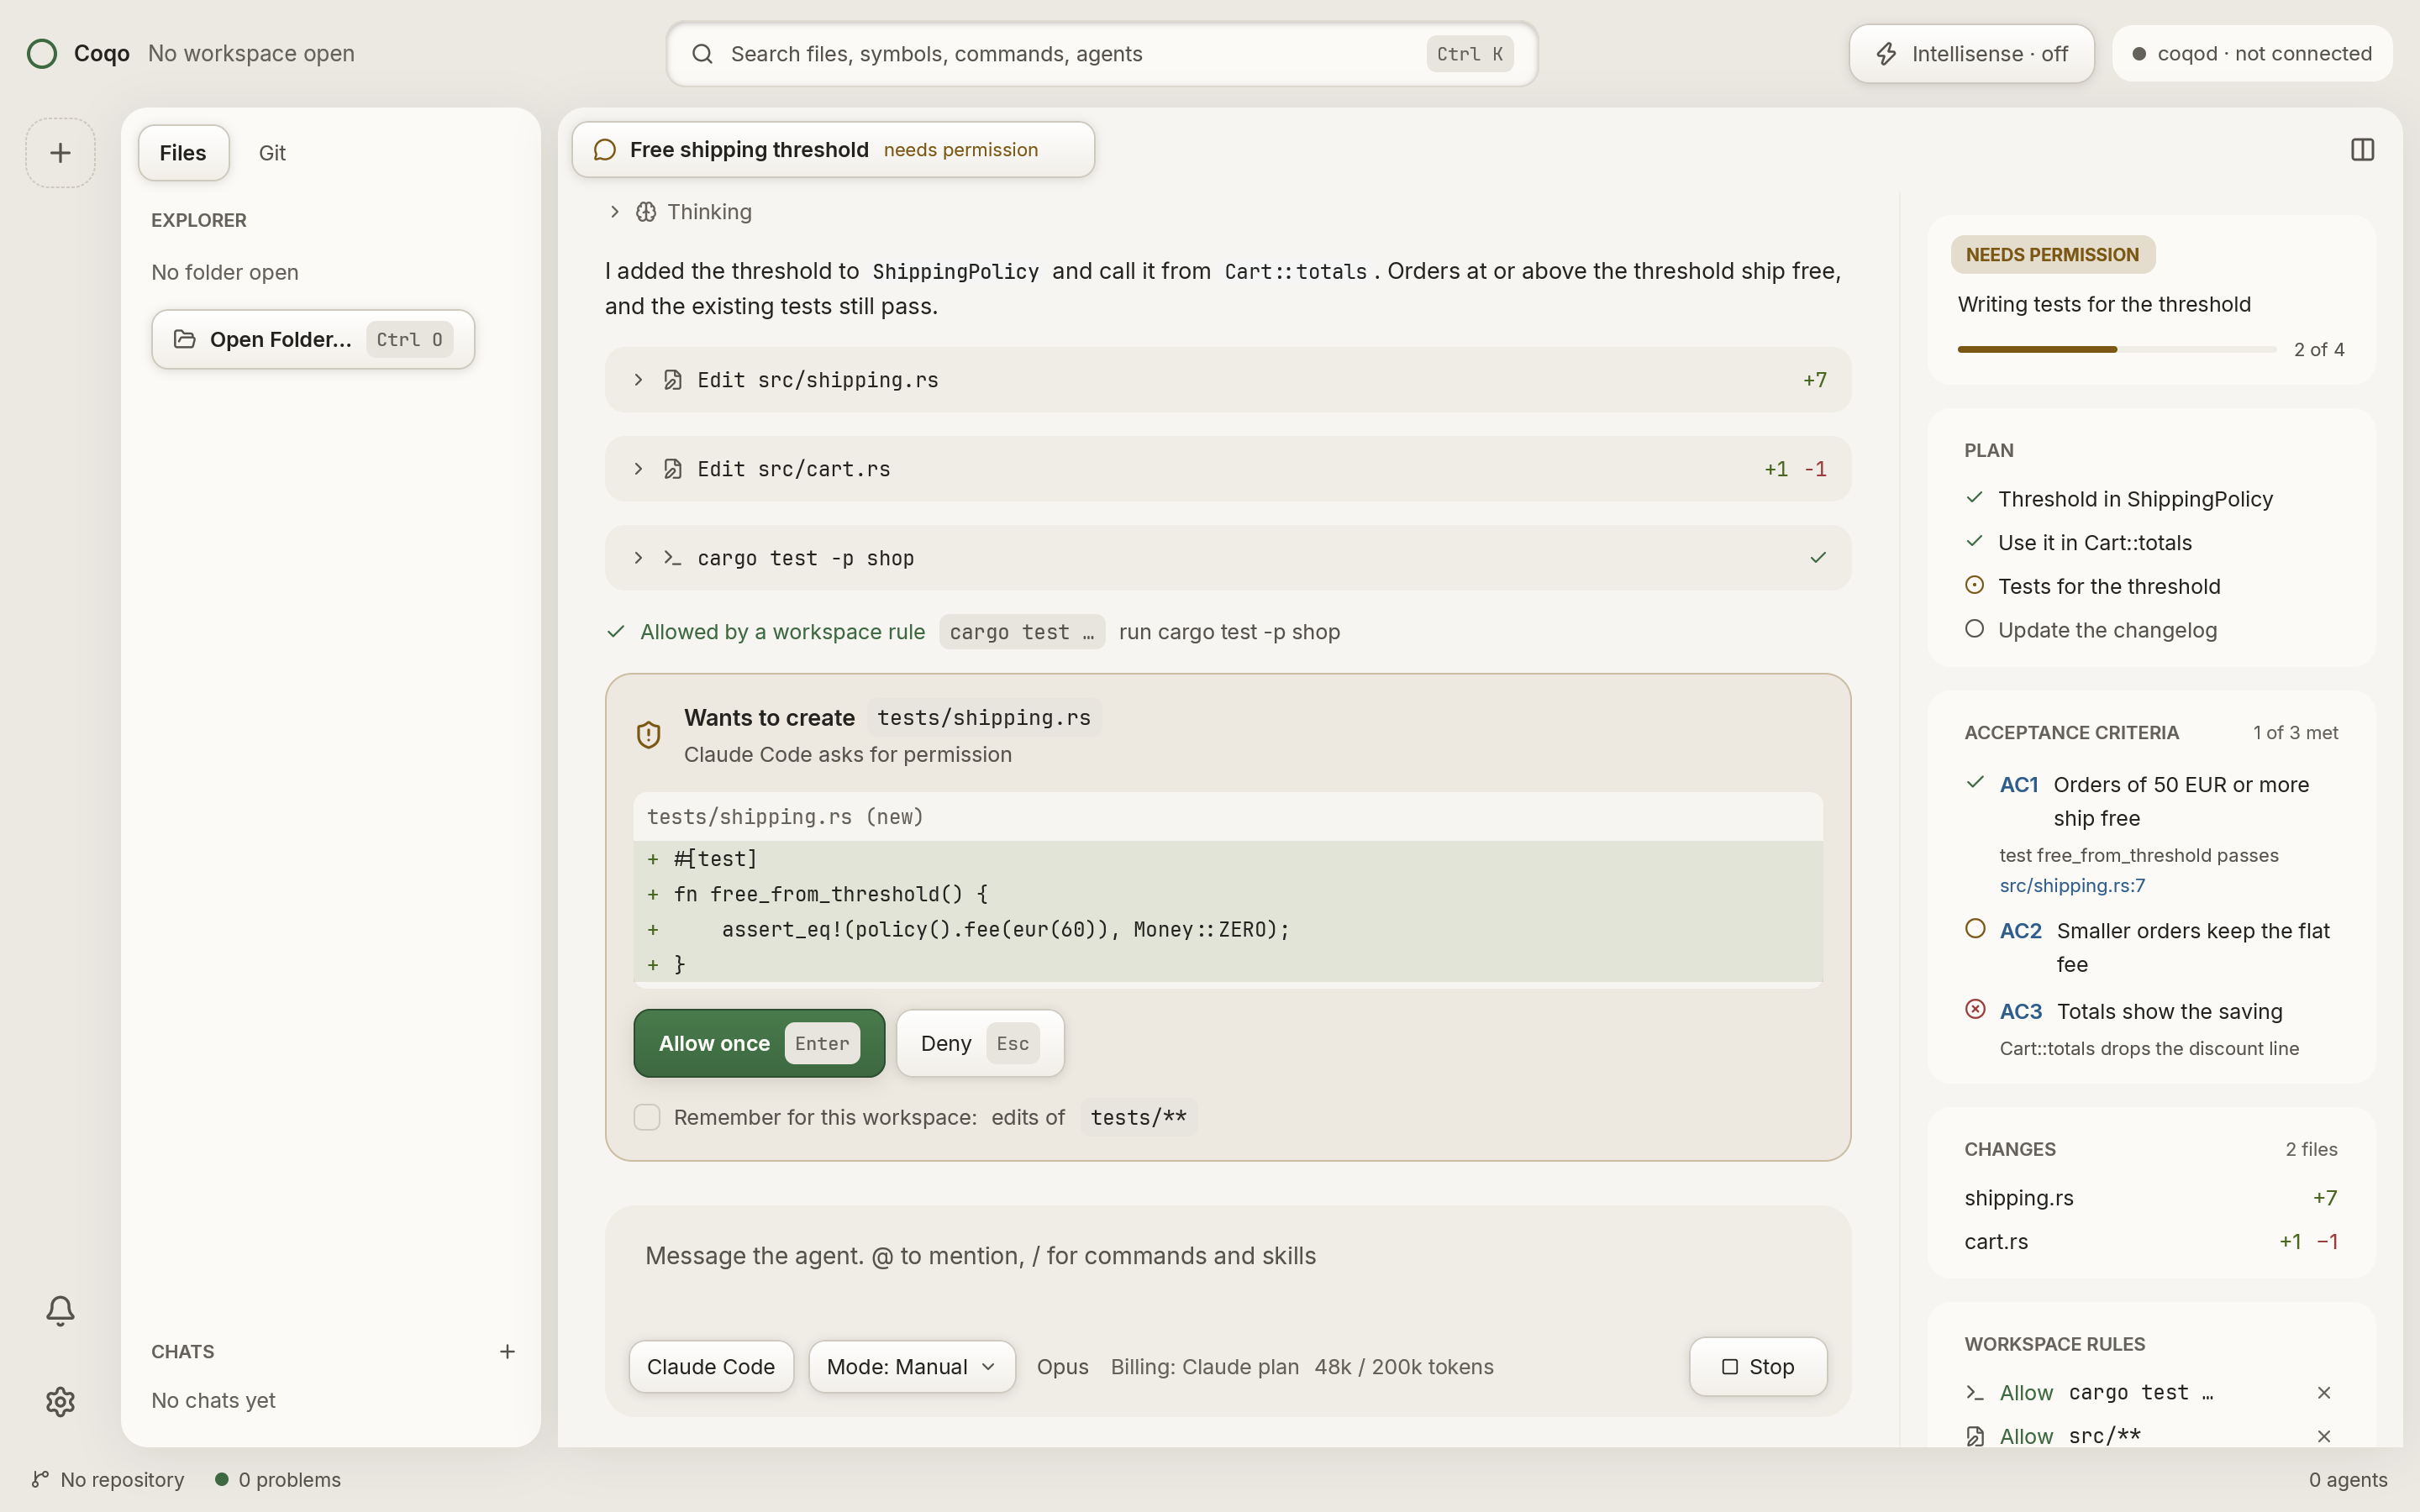 Coqo No workspace open
Search files, symbols, commands, agents Ctrl K
Intellisense · off
coqod · not connected
Files Git
EXPLORER
No folder open
Open Folder... Ctrl O
CHATS
No chats yet
Free shipping threshold needs permission
Thinking
I added the threshold to ShippingPolicy and call it from Cart::totals. Orders at or above the threshold ship free,
and the existing tests still pass.
Edit src/shipping.rs +7
Edit src/cart.rs +1 -1
cargo test -p shop
Allowed by a workspace rule cargo test … run cargo test -p shop
Wants to create tests/shipping.rs
Claude Code asks for permission
tests/shipping.rs (new)
+ #[test]
+ fn free_from_threshold() {
+     assert_eq!(policy().fee(eur(60)), Money::ZERO);
+ }
Allow once Enter Deny Esc
Remember for this workspace: edits of tests/**
Message the agent. @ to mention, / for commands and skills
Claude Code Mode: Manual Opus Billing: Claude plan 48k / 200k tokens Stop
NEEDS PERMISSION
Writing tests for the threshold
2 of 4
PLAN
Threshold in ShippingPolicy
Use it in Cart::totals
Tests for the threshold
Update the changelog
ACCEPTANCE CRITERIA 1 of 3 met
AC1 Orders of 50 EUR or more
ship free
test free_from_threshold passes
src/shipping.rs:7
AC2 Smaller orders keep the flat
fee
AC3 Totals show the saving
Cart::totals drops the discount line
CHANGES 2 files
shipping.rs +7
cart.rs +1 −1
WORKSPACE RULES
Allow cargo test …
Allow src/**
No repository 0 problems
0 agents